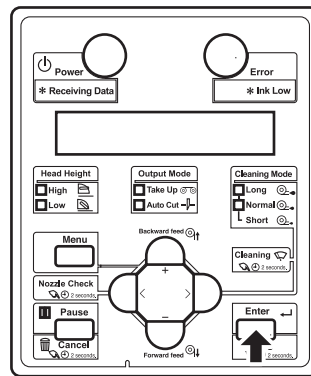 Power
Error
* Receiving Data
* Ink Low
Head Height
Output Mode
Cleaning Mode
High
Take Up
Long
Low
Auto Cut
Normal
Short
Backward feed
Menu
+
Cleaning
2 seconds.
Nozzle Check
2 seconds.
< >
Pause
Enter
−
Cancel
2 seconds.
Forward feed